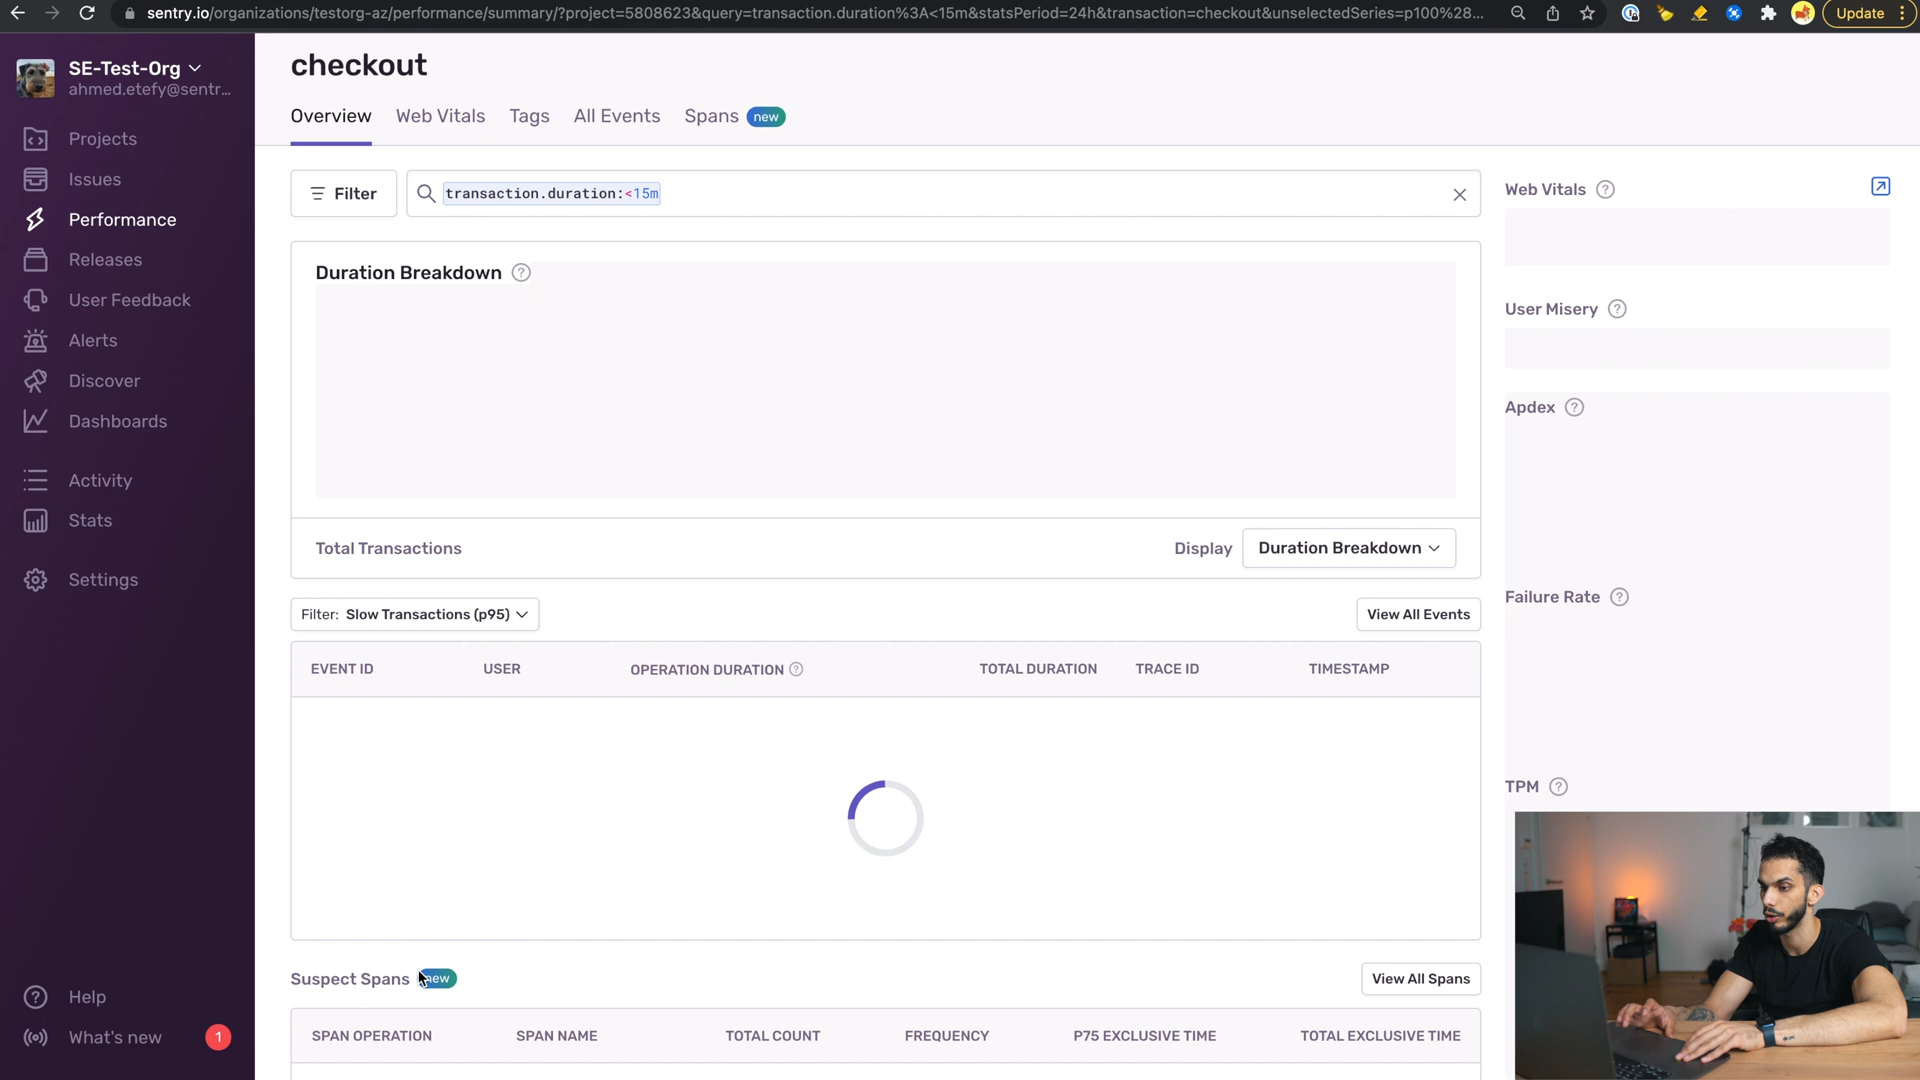 sentry.io/organizations/testorg-az/performance/summary/?project=5808623&query=transaction.duration%3A<15m&statsPeriod=24h&transaction=checkout&unselectedSeries=p100%28...
Update
SE-Test-Org
ahmed.etefy@sentr...
Projects
Issues
Performance
Releases
User Feedback
Alerts
Discover
Dashboards
Activity
Stats
Settings
Help
What's new
1
checkout
Overview
Web Vitals
Tags
All Events
Spans
new
Filter
transaction.duration:<15m
Duration Breakdown ?
Total Transactions
Display
Duration Breakdown
Filter: Slow Transactions (p95)
View All Events
EVENT ID
USER
OPERATION DURATION ?
TOTAL DURATION
TRACE ID
TIMESTAMP
Suspect Spans
new
View All Spans
SPAN OPERATION
SPAN NAME
TOTAL COUNT
FREQUENCY
P75 EXCLUSIVE TIME
TOTAL EXCLUSIVE TIME
Web Vitals ?
User Misery ?
Apdex ?
Failure Rate ?
TPM ?